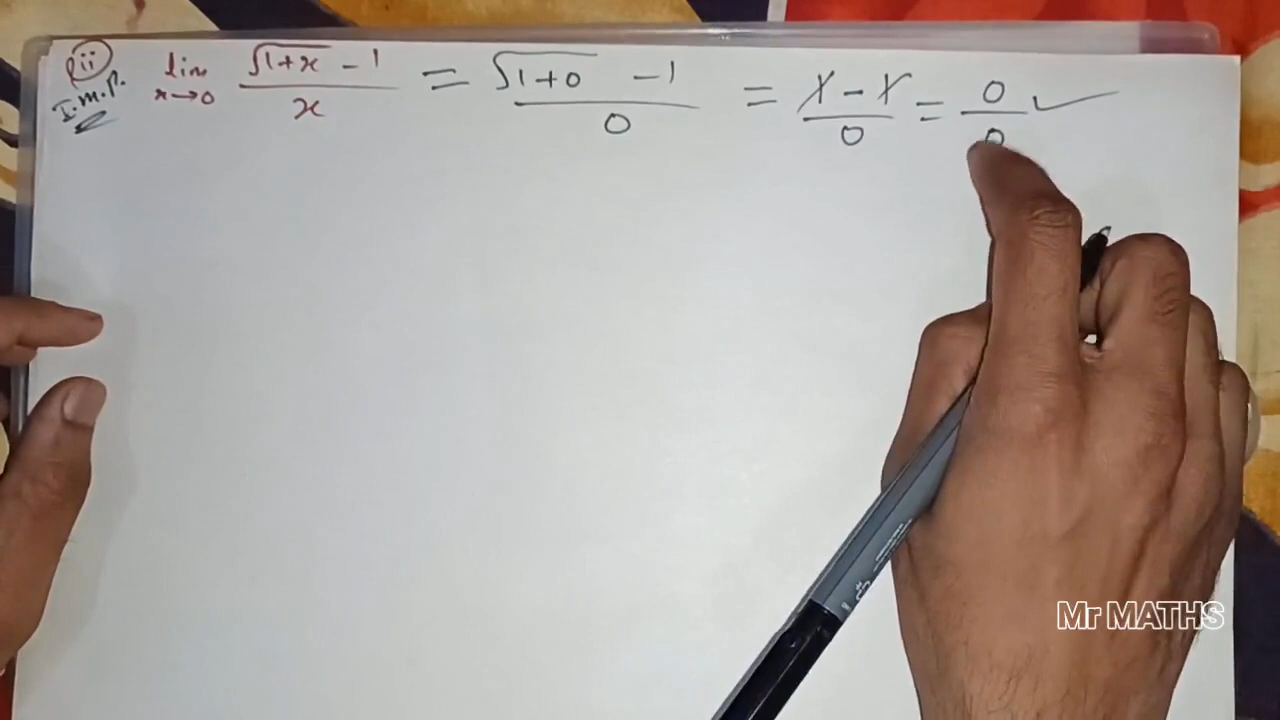 ii) lim x→0 (√1+x - 1)/x = (√1+0 - 1)/0 = (1 - 1)/0 = 0/0 ✓
I.m.p.
Mr MATHS